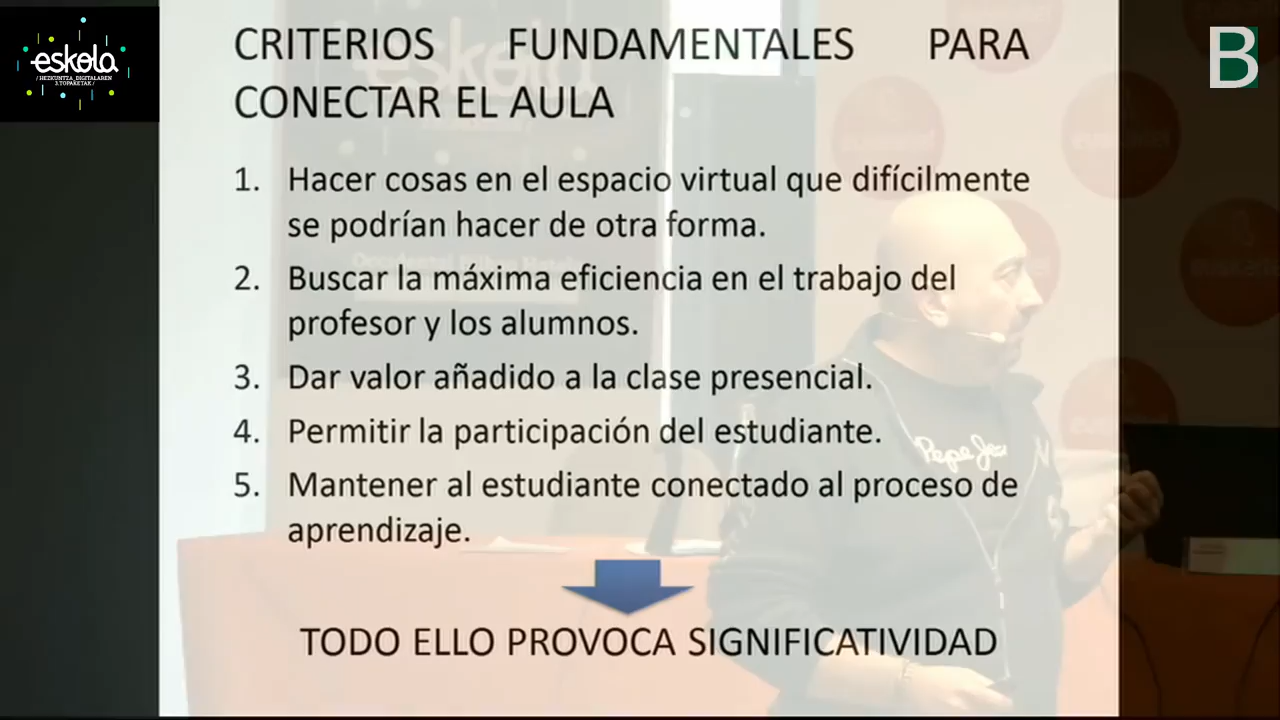 eskola
/ HEZKUNTZA_DIGITALAREN
3.TOPAKETAK /
B
CRITERIOS FUNDAMENTALES PARA
CONECTAR EL AULA
1. Hacer cosas en el espacio virtual que difícilmente
se podrían hacer de otra forma.
2. Buscar la máxima eficiencia en el trabajo del
profesor y los alumnos.
3. Dar valor añadido a la clase presencial.
4. Permitir la participación del estudiante.
5. Mantener al estudiante conectado al proceso de
aprendizaje.
TODO ELLO PROVOCA SIGNIFICATIVIDAD
eskola
Pepe Jea